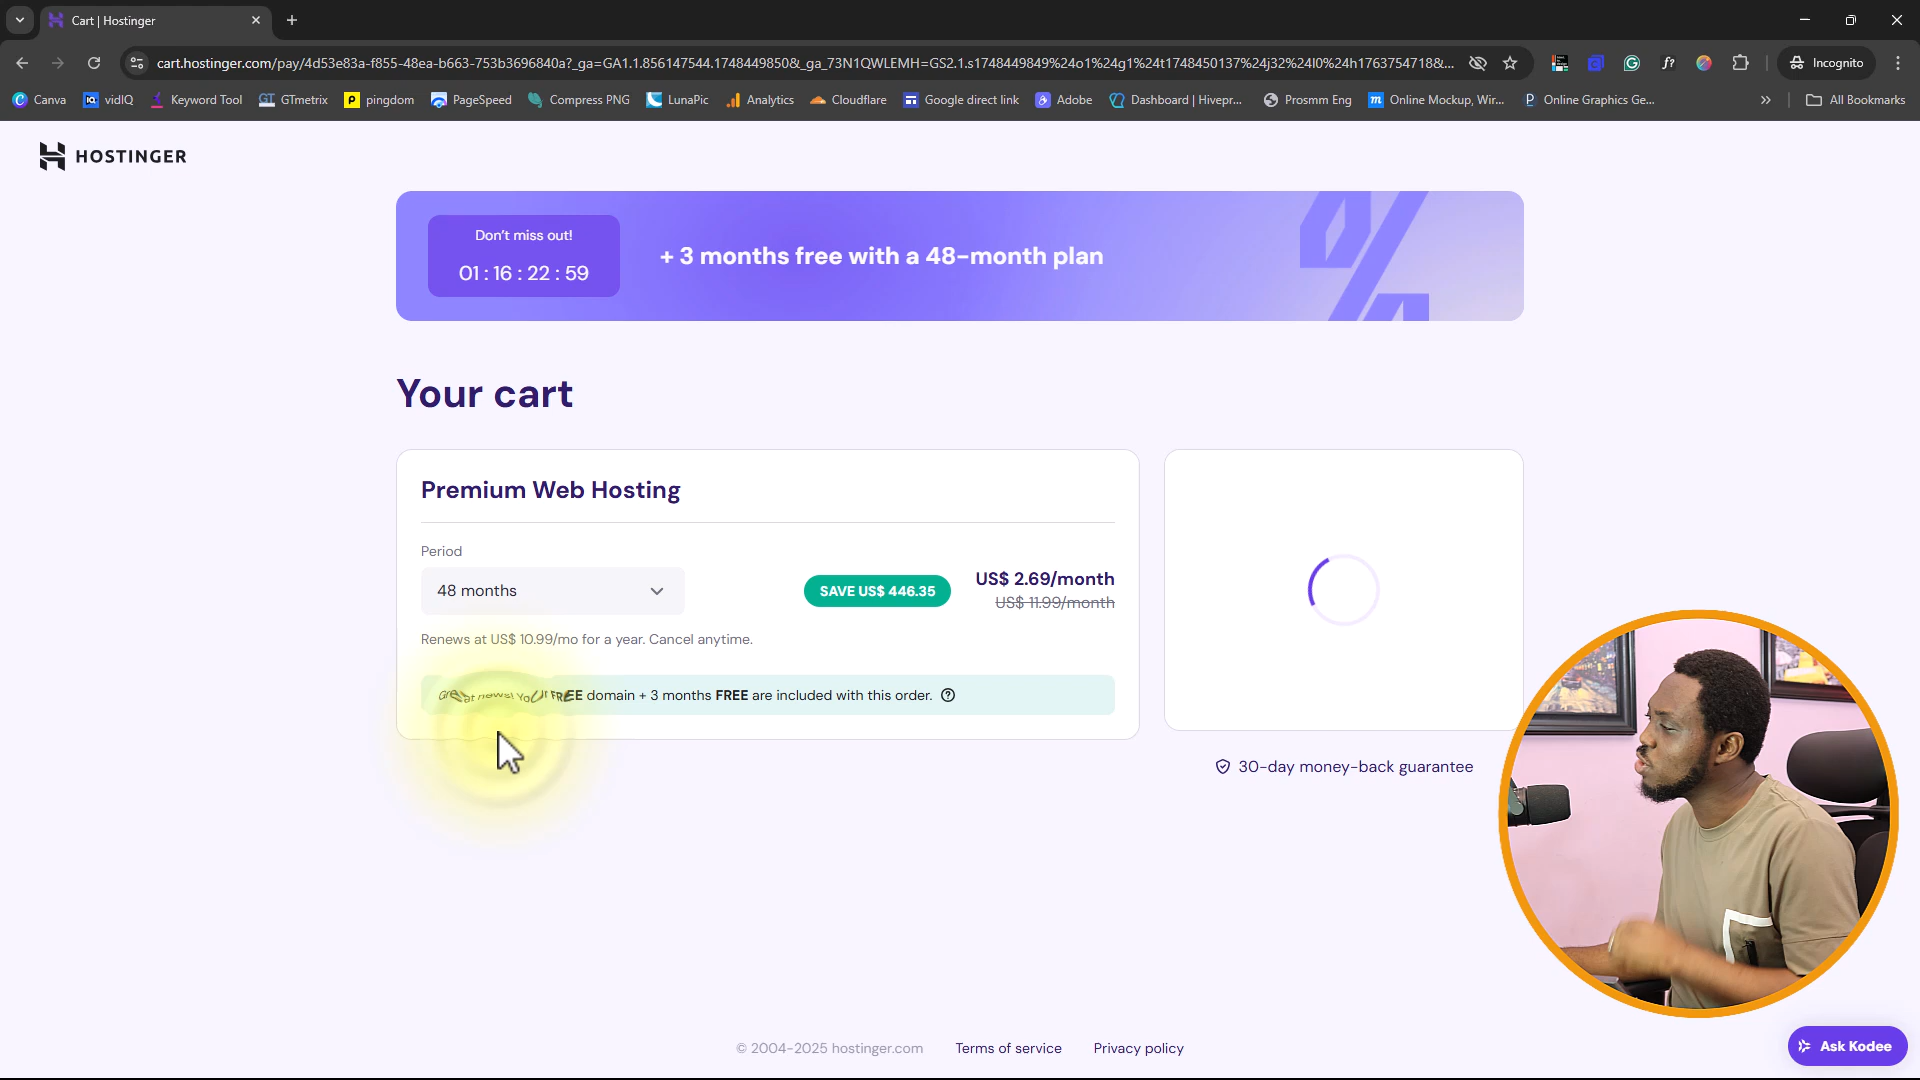 Cart | Hostinger
cart.hostinger.com/pay/4d53e83a-f855-48ea-b663-753b3696840a?_ga=GA1.1.856147544.1748449850&_ga_73N1QWLEMH=GS2.1.s1748449849%24o1%24g1%24t1748450137%24j32%24l0%24h1763754718&...
Incognito
Canva
vidIQ
Keyword Tool
GTmetrix
pingdom
PageSpeed
Compress PNG
LunaPic
Analytics
Cloudflare
Google direct link
Adobe
Dashboard | Hivepr...
Prosmm Eng
Online Mockup, Wir...
Online Graphics Ge...
All Bookmarks
HOSTINGER
Don't miss out!
01 : 16 : 22 : 59
+ 3 months free with a 48-month plan
Your cart
Premium Web Hosting
Period
48 months
SAVE US$ 446.35
US$ 2.69/month
US$ 11.99/month
Renews at US$ 10.99/mo for a year. Cancel anytime.
Great news! Your FREE domain + 3 months FREE are included with this order.
30-day money-back guarantee
© 2004-2025 hostinger.com
Terms of service
Privacy policy
Ask Kodee